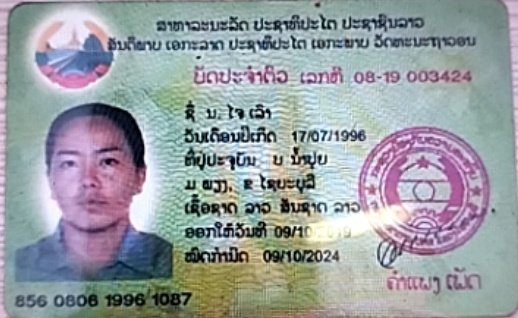 ສາທາລະນະລັດ ປະຊາທິປະໄຕ ປະຊາຊົນລາວ
ສັນຕິພາບ ເອກະລາດ ປະຊາທິປະໄຕ ເອກະພາບ ວັດທະນະຖາວອນ
ບັດປະຈຳຕົວ ເລກທີ 08-19 003424
ຊື່ ນ. ໄຈ ເລົາ
ວັນເດືອນປີເກີດ 17/07/1996
ທີ່ຢູ່ປະຈຸບັນ ບ ນ້ຳປຸຍ
ມ ພຽງ, ຂ ໄຊຍະບູລີ
ເຊື້ອຊາດ ລາວ ສັນຊາດ ລາວ
ອອກໃຫ້ວັນທີ 09/10
ໝົດກຳນົດ 09/10/2024
ຄຳແພງ ເພັດ
856 0806 1996 1087